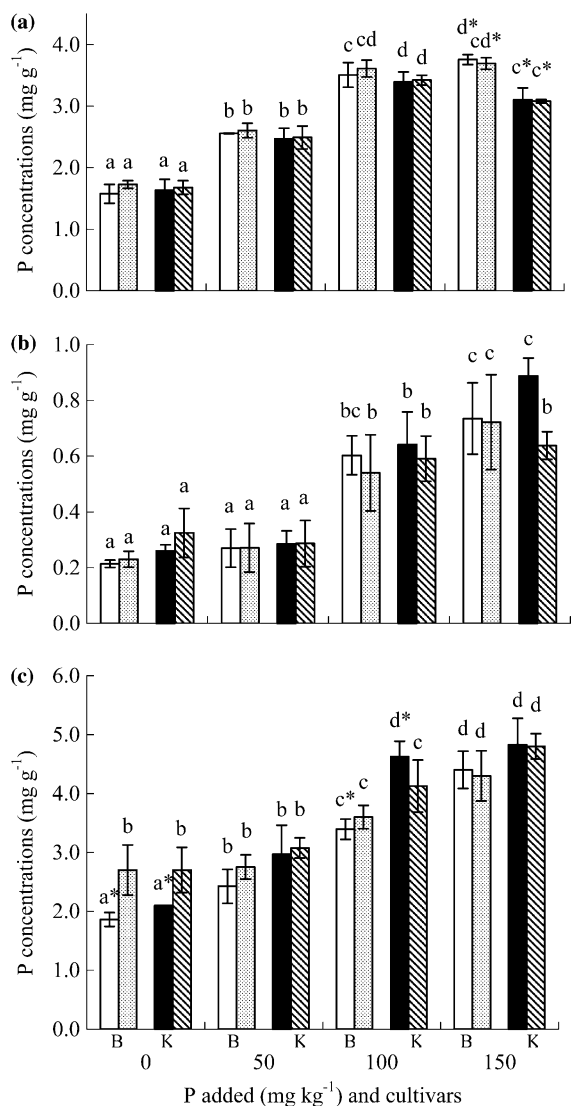 (a)
P concentrations (mg g⁻¹)
4.0
3.0
2.0
1.0
0.0
a a a a b b b b c cd d d d* cd* c* c*
(b)
P concentrations (mg g⁻¹)
1.0
0.8
0.6
0.4
0.2
0.0
a a a a a a a a bc b b b c c c b
(c)
P concentrations (mg g⁻¹)
6.0
5.0
4.0
3.0
2.0
1.0
0.0
a* b a* b b b b b c* c d* c d d d d
B K B K B K B K
0 50 100 150
P added (mg kg⁻¹) and cultivars